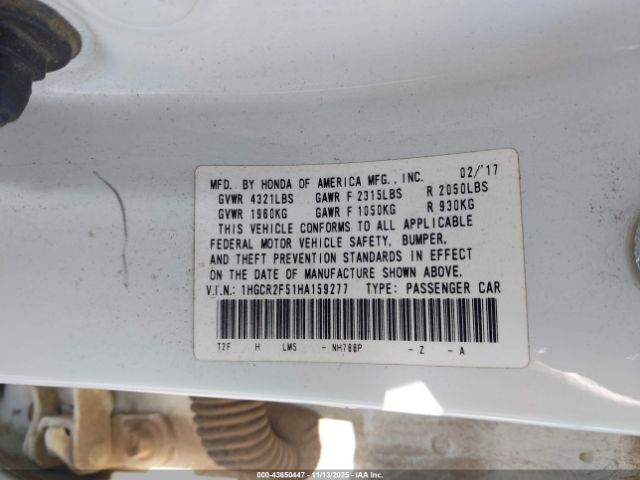 MFD. BY HONDA OF AMERICA MFG., INC. 02/'17
GVWR 4321LBS GAWR F 2315LBS R 2050LBS
GVWR 1960KG GAWR F 1050KG R 930KG
THIS VEHICLE CONFORMS TO ALL APPLICABLE
FEDERAL MOTOR VEHICLE SAFETY, BUMPER,
AND THEFT PREVENTION STANDARDS IN EFFECT
ON THE DATE OF MANUFACTURE SHOWN ABOVE.
V.I.N.: 1HGCR2F51HA159277 TYPE: PASSENGER CAR
T2F H LM5 - NH788P - Z - A
000-43650447 - 11/13/2025 - IAA Inc.